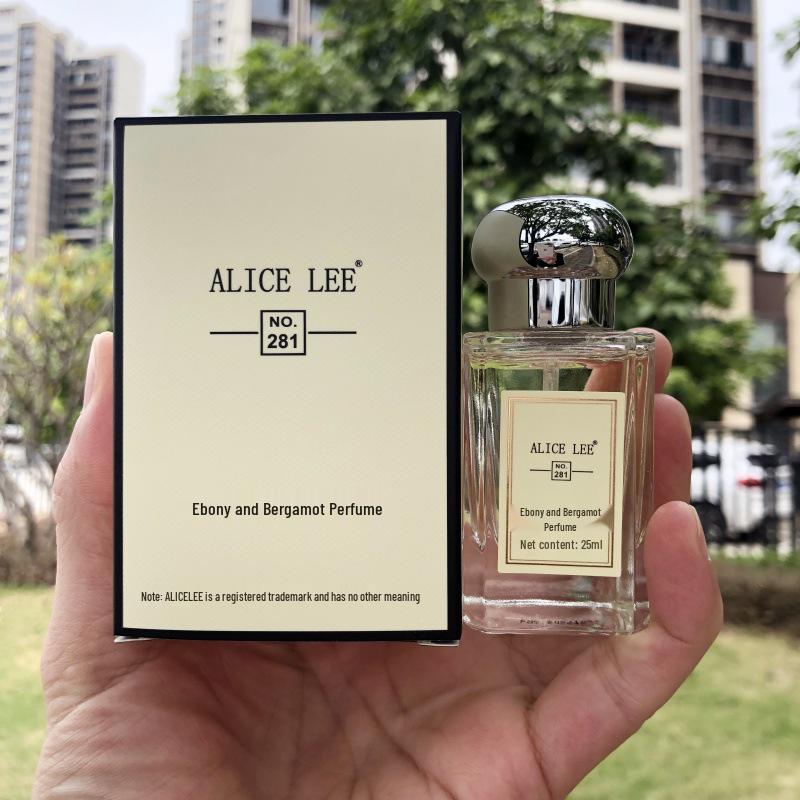 ALICE LEE®
NO.
281
Ebony and Bergamot Perfume
Note: ALICELEE is a registered trademark and has no other meaning
ALICE LEE®
NO.
281
Ebony and Bergamot
Perfume
Net content: 25ml